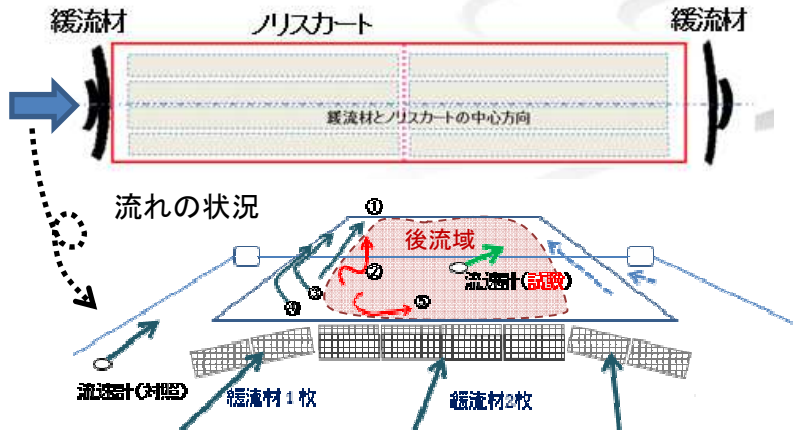 緩流材
ノリスカート
緩流材
緩流材とノリスカートの中心方向
流れの状況
①
後流域
②
流速計(試験)
③
④
⑤
流速計(対照)
緩流材1枚
緩流材2枚